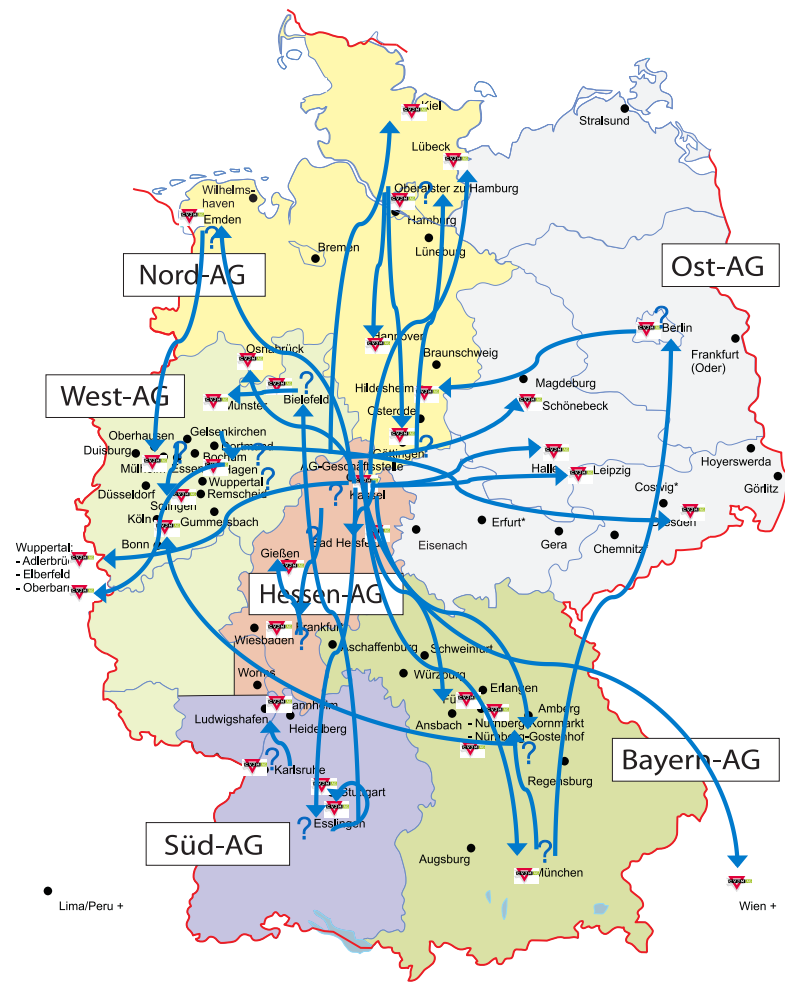 Kiel
Stralsund
Lübeck
Oberalster zu Hamburg
?
Wilhelms-
haven
Emden
?
Hamburg
Lüneburg
Bremen
Nord-AG
Ost-AG
Berlin
?
Frankfurt
(Oder)
Hannover
Osnabrück
Braunschweig
West-AG
Magdeburg
Hildesheim
Schönebeck
?
Bielefeld
Münster
Osterode
Göttingen
?
Gelsenkirchen
Oberhausen
Dortmund
?
Duisburg
Bochum
Essen
Hagen
?
?
AG-Geschäftsstelle
Kassel
?
Halle
Leipzig
Hoyerswerda
Görlitz
Wuppertal
Düsseldorf
Remscheid
Solingen
Coswig*
Dresden
Köln
Gummersbach
Erfurt*
Gera
Chemnitz
Eisenach
Bad Hersfeld
Bonn
Wuppertal
- Adlerbrü
- Elberfeld
- Oberbarm
Gießen
Hessen-AG
Frankfurt
?
Wiesbaden
Aschaffenburg
Schweinfurt
Würzburg
Worms
Erlangen
Fü
Mannheim
Ludwigshafen
Heidelberg
Ansbach
Amberg
- Nürnberg-Kornmarkt
- Nürnberg-Gostenhof
?
?
Karlsruhe
Regensburg
Bayern-AG
Stuttgart
Esslingen
?
Süd-AG
Augsburg
?
München
Lima/Peru +
Wien +